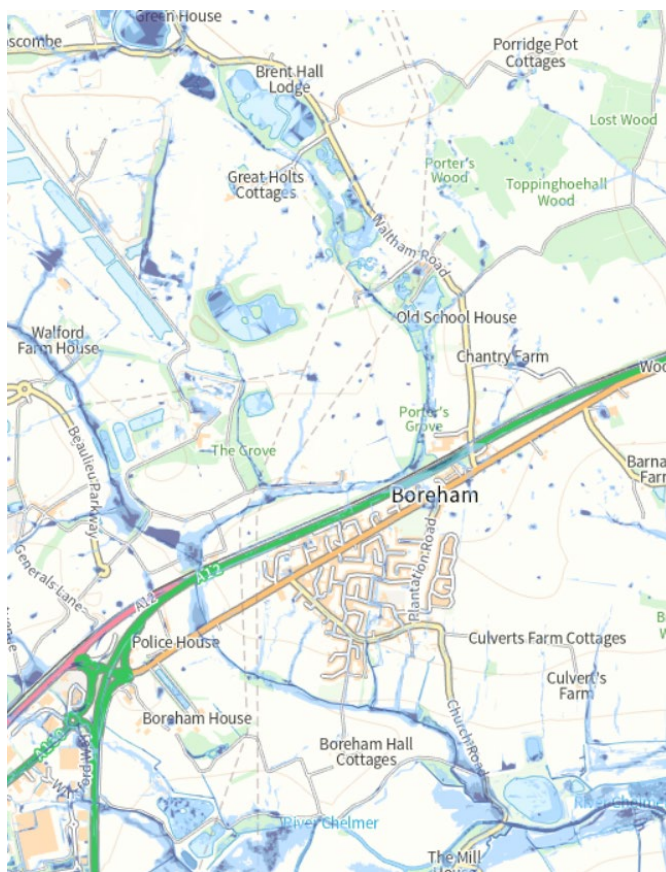 Green House
oscombe
Porridge Pot
Cottages
Brent Hall
Lodge
Lost Wood
Porter's
Wood
Great Holts
Cottages
Toppinghoehall
Wood
Waltham Road
Old School House
Walford
Farm House
Chantry Farm
Woo
Porter's
Grove
Beaulieu Parkway
The Grove
Barna
Farm
Boreham
Plantation Road
Generals Lane
A12
A12
Police House
Culverts Farm Cottages
Culvert's
Farm
Boreham House
Church Road
Boreham Hall
Cottages
River Chelmer
River Chelme
The Mill